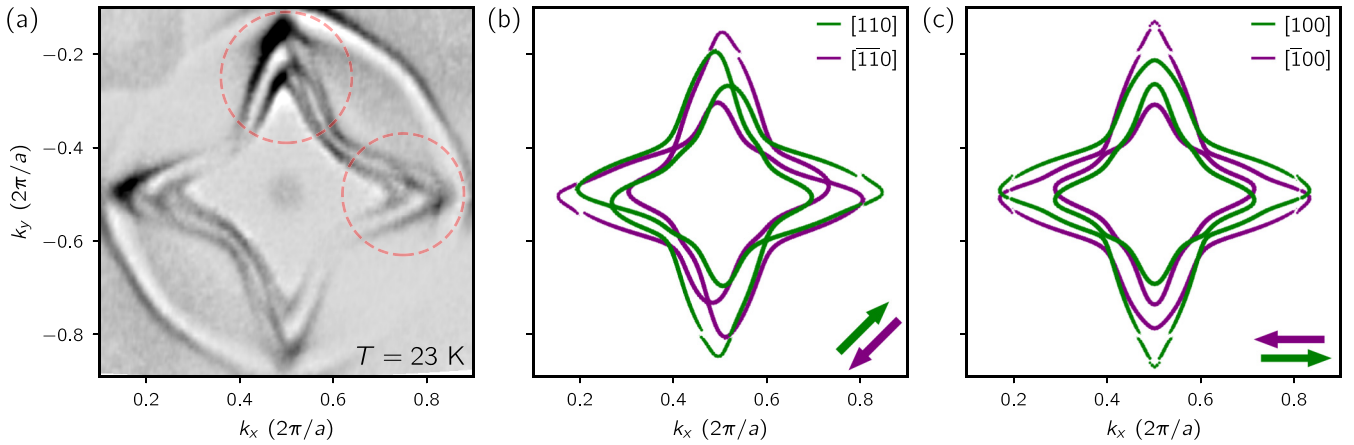 (a)
−0.2
−0.4
−0.6
−0.8
k_y (2π/a)
T = 23 K
0.2 0.4 0.6 0.8
k_x (2π/a)
(b)
[110]
[1̅1̅0]
0.2 0.4 0.6 0.8
k_x (2π/a)
(c)
[100]
[1̅00]
0.2 0.4 0.6 0.8
k_x (2π/a)